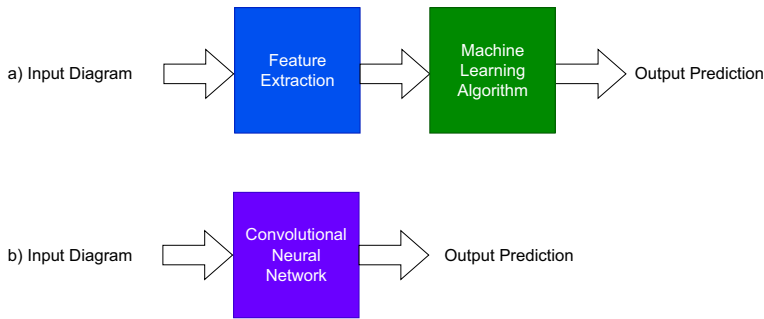 a) Input Diagram
Feature
Extraction
Machine
Learning
Algorithm
Output Prediction
b) Input Diagram
Convolutional
Neural
Network
Output Prediction